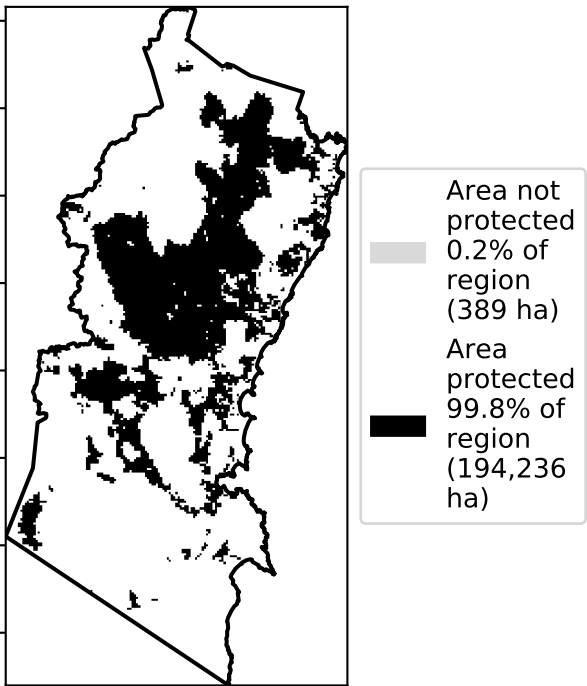 Area not
protected
0.2% of
region
(389 ha)
Area
protected
99.8% of
region
(194,236
ha)